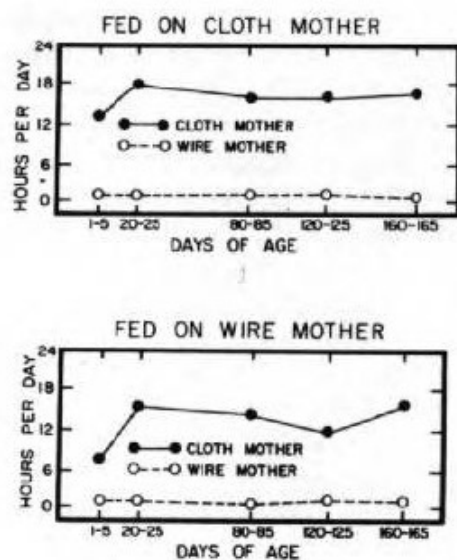 FED ON CLOTH MOTHER
24
18
12
6
0
HOURS PER DAY
CLOTH MOTHER
WIRE MOTHER
1-5 20-25 80-85 120-125 160-165
DAYS OF AGE
FED ON WIRE MOTHER
24
18
12
6
0
HOURS PER DAY
CLOTH MOTHER
WIRE MOTHER
1-5 20-25 80-85 120-125 160-165
DAYS OF AGE